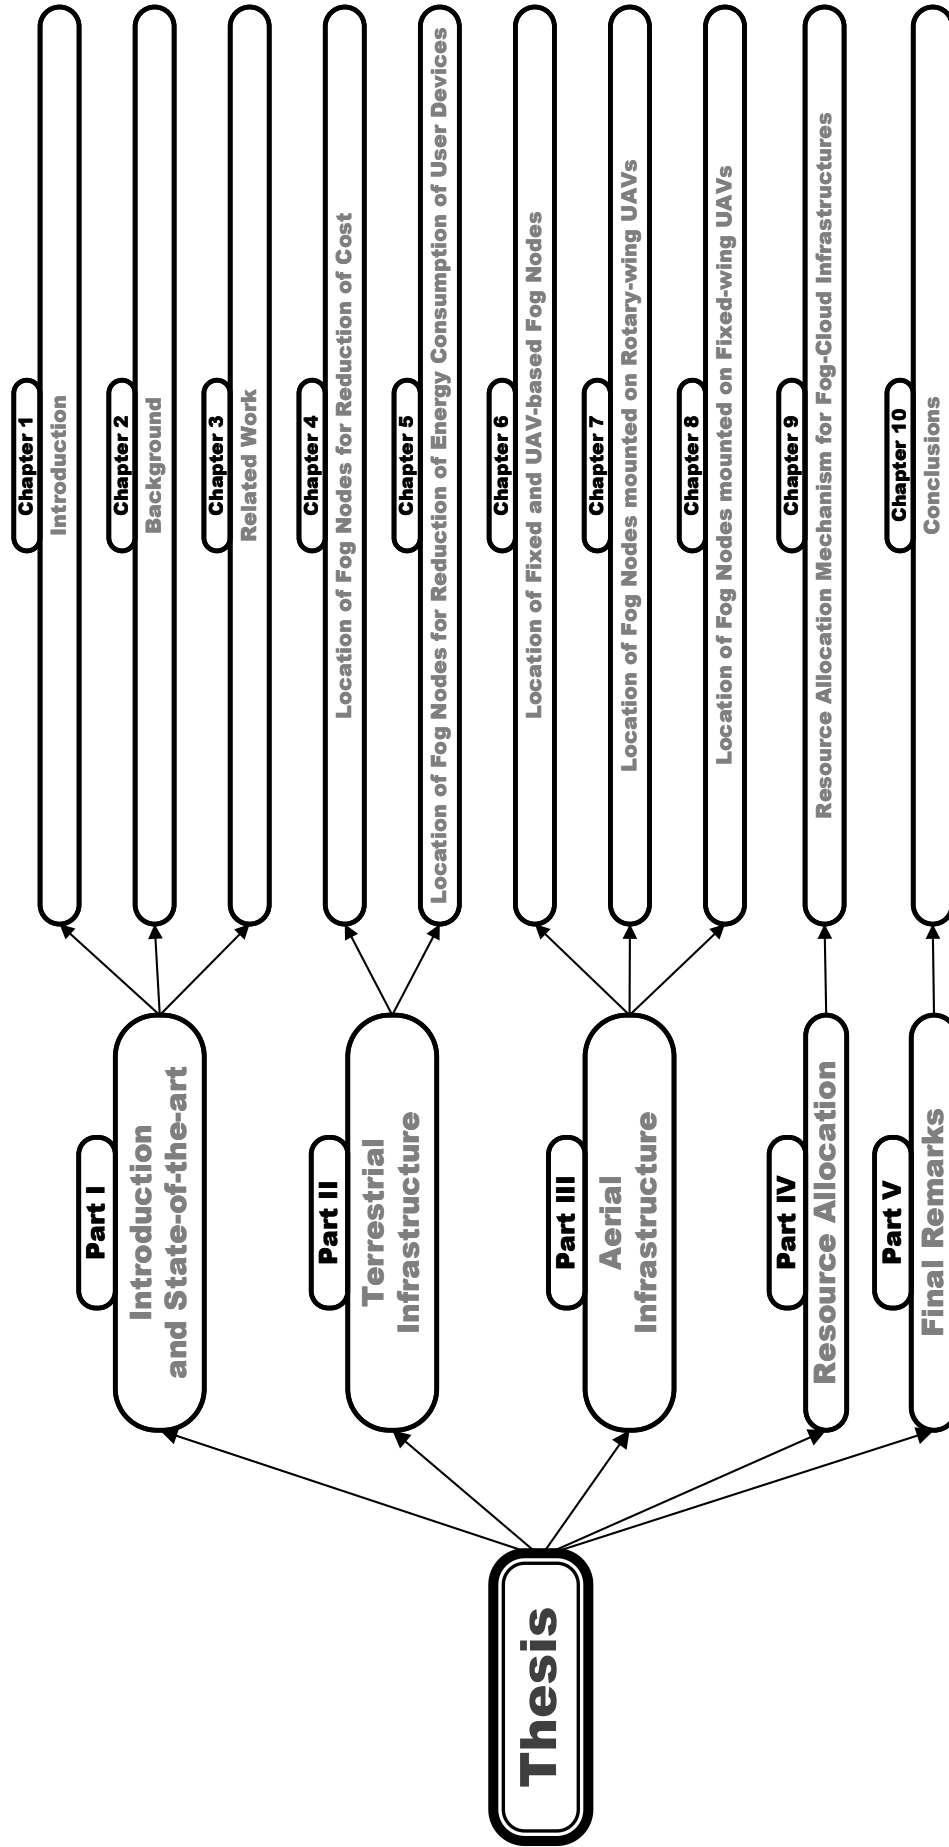 Thesis
Part I
Introduction
and State-of-the-art
Part II
Terrestrial
Infrastructure
Part III
Aerial
Infrastructure
Part IV
Resource Allocation
Part V
Final Remarks
Chapter 1
Introduction
Chapter 2
Background
Chapter 3
Related Work
Chapter 4
Location of Fog Nodes for Reduction of Cost
Chapter 5
Location of Fog Nodes for Reduction of Energy Consumption of User Devices
Chapter 6
Location of Fixed and UAV-based Fog Nodes
Chapter 7
Location of Fog Nodes mounted on Rotary-wing UAVs
Chapter 8
Location of Fog Nodes mounted on Fixed-wing UAVs
Chapter 9
Resource Allocation Mechanism for Fog-Cloud Infrastructures
Chapter 10
Conclusions